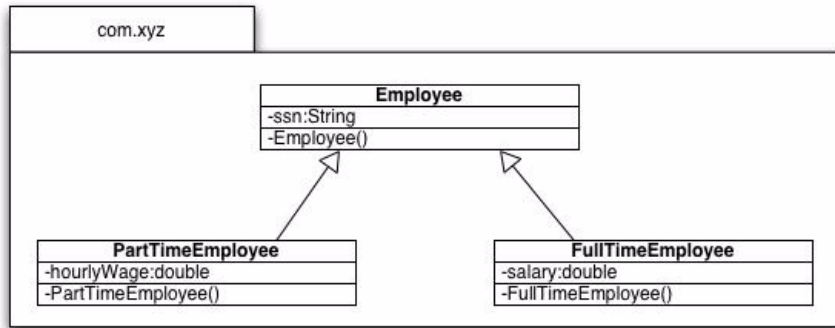 com.xyz
Employee
-ssn:String
-Employee()
PartTimeEmployee
-hourlyWage:double
-PartTimeEmployee()
FullTimeEmployee
-salary:double
-FullTimeEmployee()